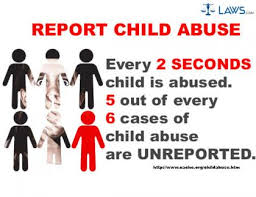 LAWS.com
REPORT CHILD ABUSE
Every 2 SECONDS
child is abused.
5 out of every
6 cases of
child abuse
are UNREPORTED.